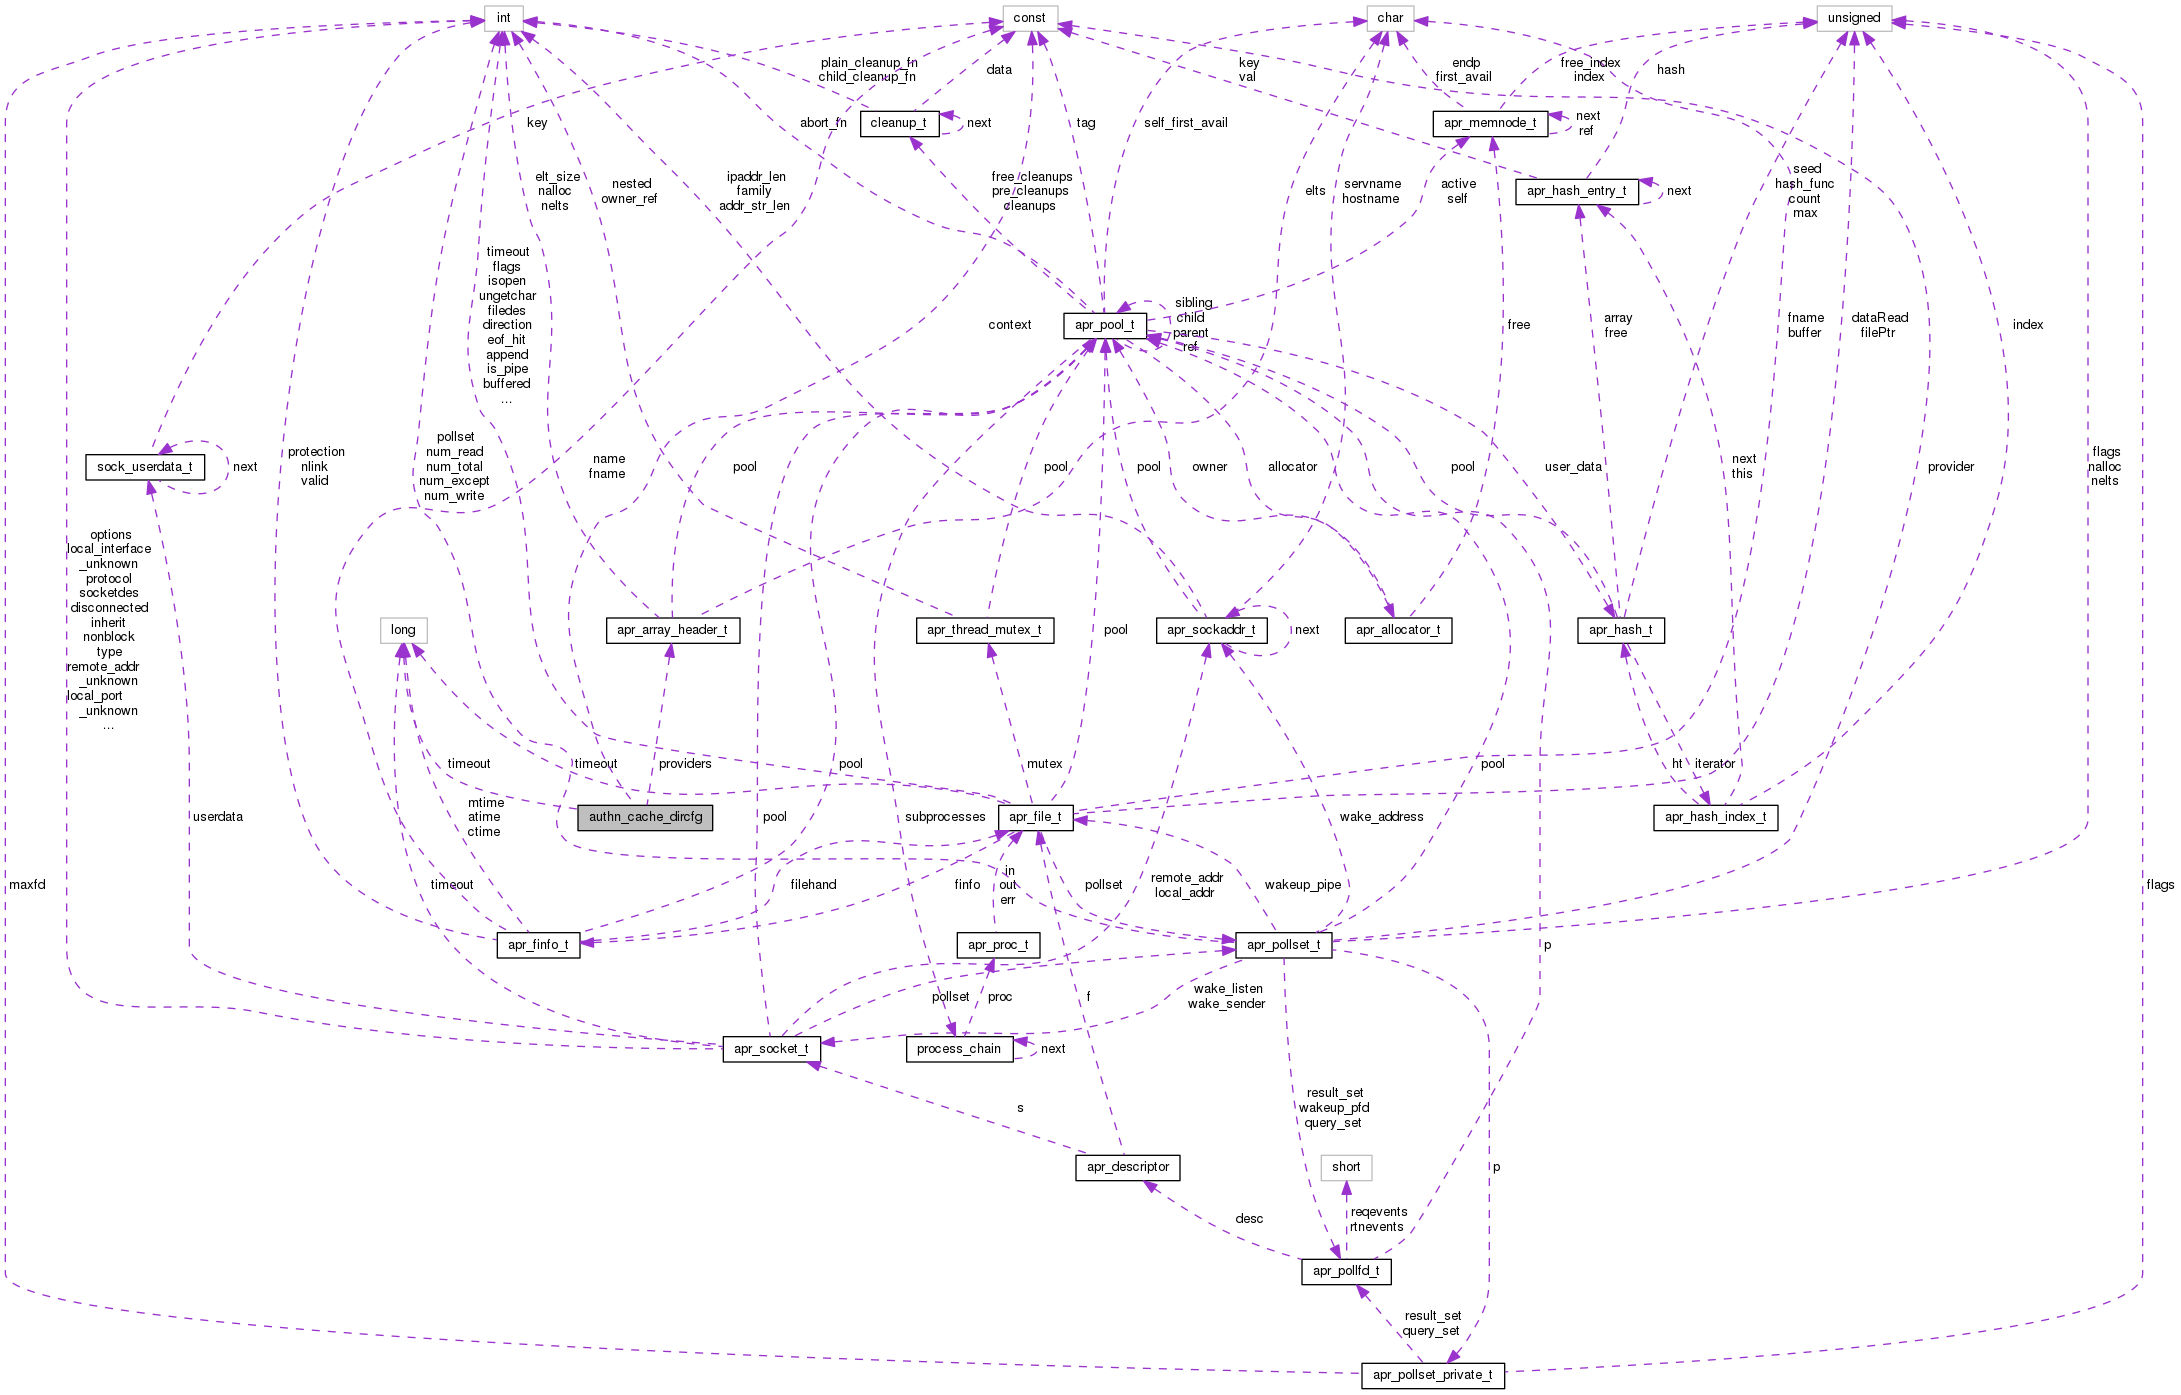 int
const
char
unsigned
plain_cleanup_fn
child_cleanup_fn
data
key
val
endp
first_avail
free_index
index
hash
cleanup_t
next
apr_memnode_t
next
ref
key
abort_fn
tag
self_first_avail
elt_size
nalloc
nelts
nested
owner_ref
ipaddr_len
family
addr_str_len
free_cleanups
pre_cleanups
cleanups
elts
servname
hostname
active
self
apr_hash_entry_t
next
seed
hash_func
count
max
timeout
flags
isopen
ungetchar
filedes
direction
eof_hit
append
is_pipe
buffered
...
context
apr_pool_t
sibling
child
parent
ref
free
array
free
fname
buffer
dataRead
filePtr
index
sock_userdata_t
next
protection
nlink
valid
pollset
num_read
num_total
num_except
num_write
name
fname
pool
pool
pool
owner
allocator
pool
user_data
next
this
provider
flags
nalloc
nelts
options
local_interface
_unknown
protocol
socketdes
disconnected
inherit
nonblock
type
remote_addr
_unknown
local_port
_unknown
...
long
apr_array_header_t
apr_thread_mutex_t
pool
apr_sockaddr_t
next
apr_allocator_t
apr_hash_t
timeout
providers
timeout
pool
mutex
pool
ht
iterator
userdata
mtime
atime
ctime
authn_cache_dircfg
pool
subprocesses
apr_file_t
wake_address
apr_hash_index_t
maxfd
timeout
filehand
finfo
in
out
err
pollset
remote_addr
local_addr
wakeup_pipe
flags
apr_finfo_t
apr_proc_t
apr_pollset_t
p
pollset
proc
f
wake_listen
wake_sender
apr_socket_t
process_chain
next
s
result_set
wakeup_pfd
query_set
apr_descriptor
short
p
desc
reqevents
rtnevents
apr_pollfd_t
result_set
query_set
apr_pollset_private_t